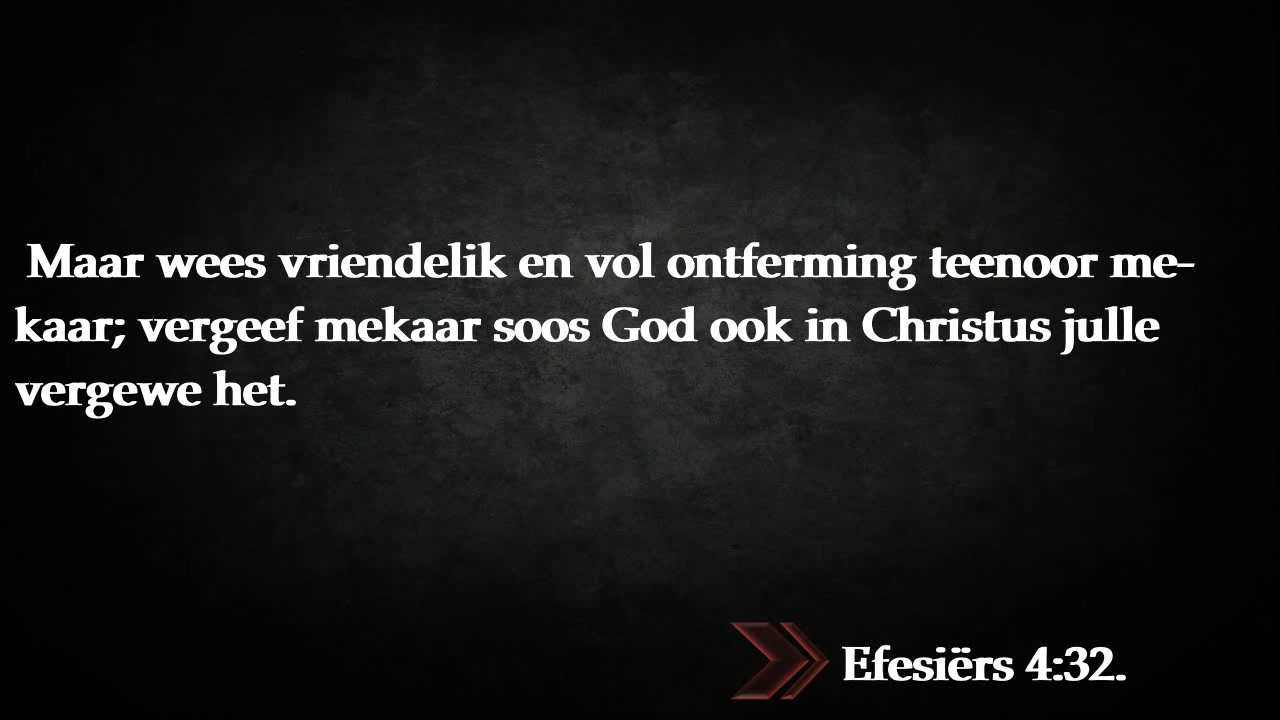 Maar wees vriendelik en vol ontferming teenoor me-
kaar; vergeef mekaar soos God ook in Christus julle
vergewe het.
Efesiërs 4:32.